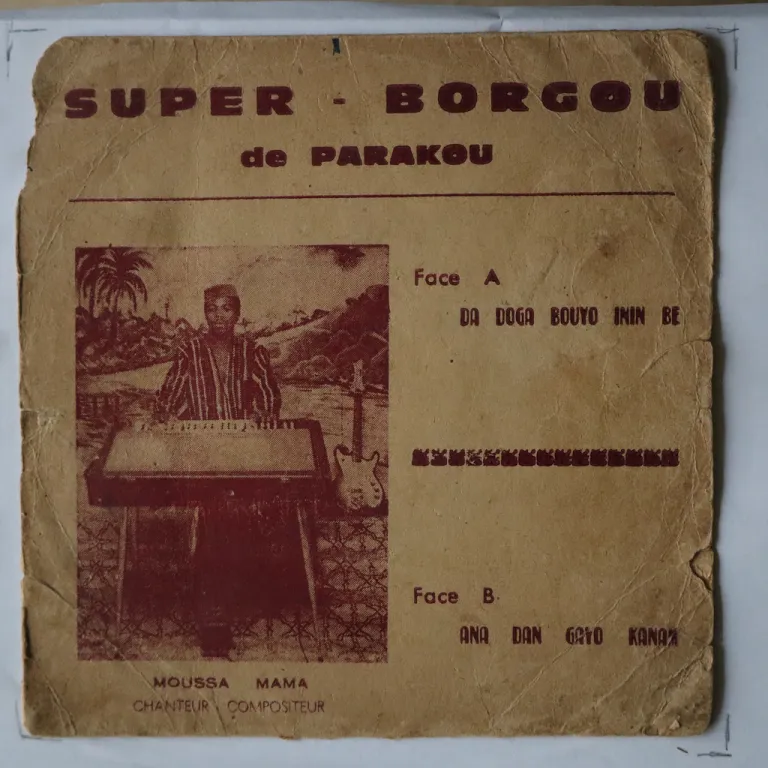 SUPER - BORGOU
de PARAKOU
Face A
DA DOGA BOUYO ININ BE
Face B.
ANA DAN GAYO KANAN
MOUSSA MAMA
CHANTEUR - COMPOSITEUR